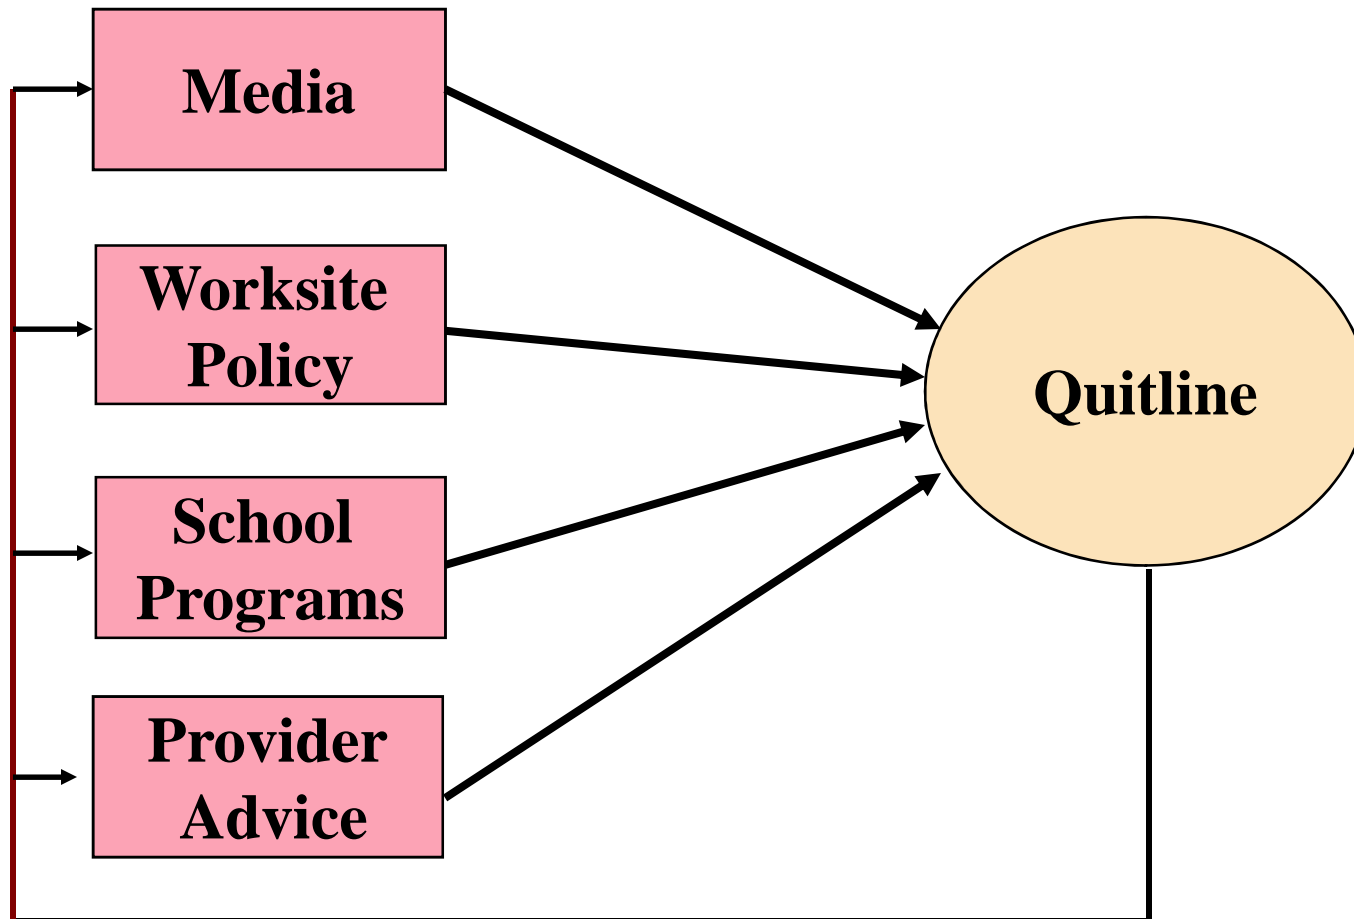 Media
Worksite
Policy
School
Programs
Provider
Advice
Quitline